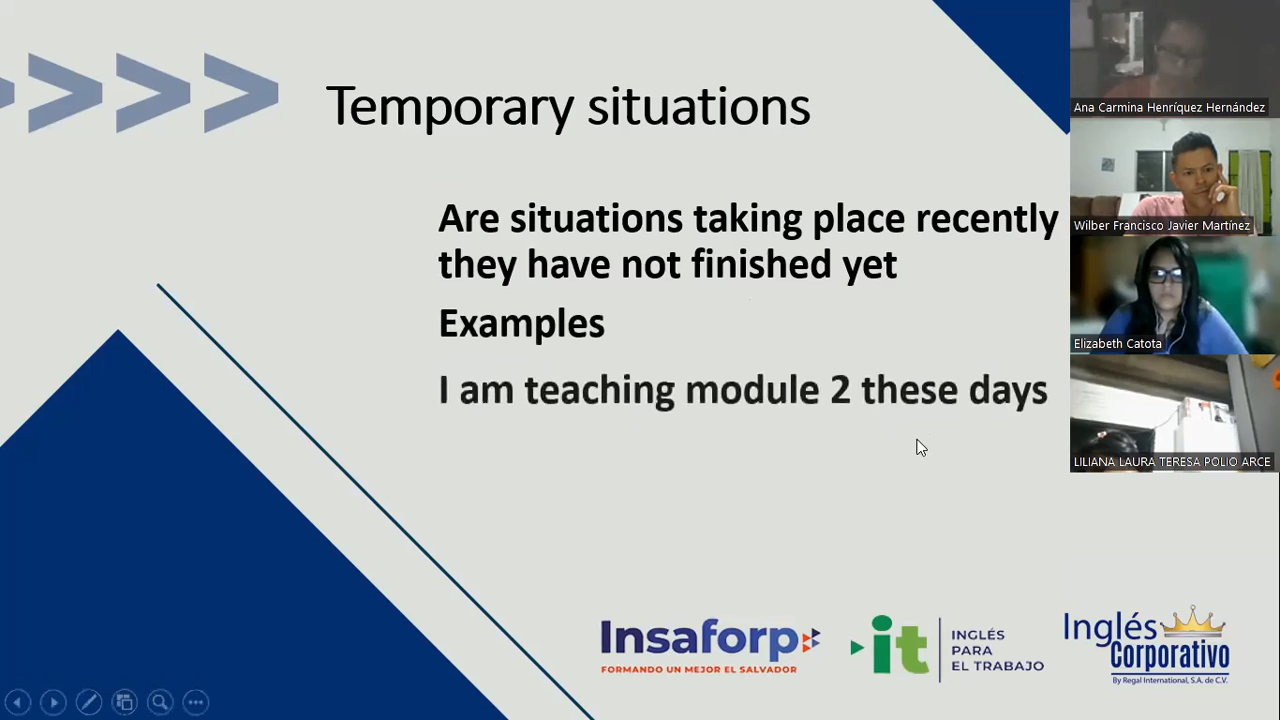 Temporary situations
Are situations taking place recently
they have not finished yet
Examples
I am teaching module 2 these days
Insaforp
FORMANDO UN MEJOR EL SALVADOR
it
INGLÉS
PARA
EL TRABAJO
Inglés
Corporativo
By Regal International, S.A. de C.V.
Ana Carmina Henríquez Hernández
Wilber Francisco Javier Martínez
Elizabeth Catota
LILIANA LAURA TERESA POLIO ARCE